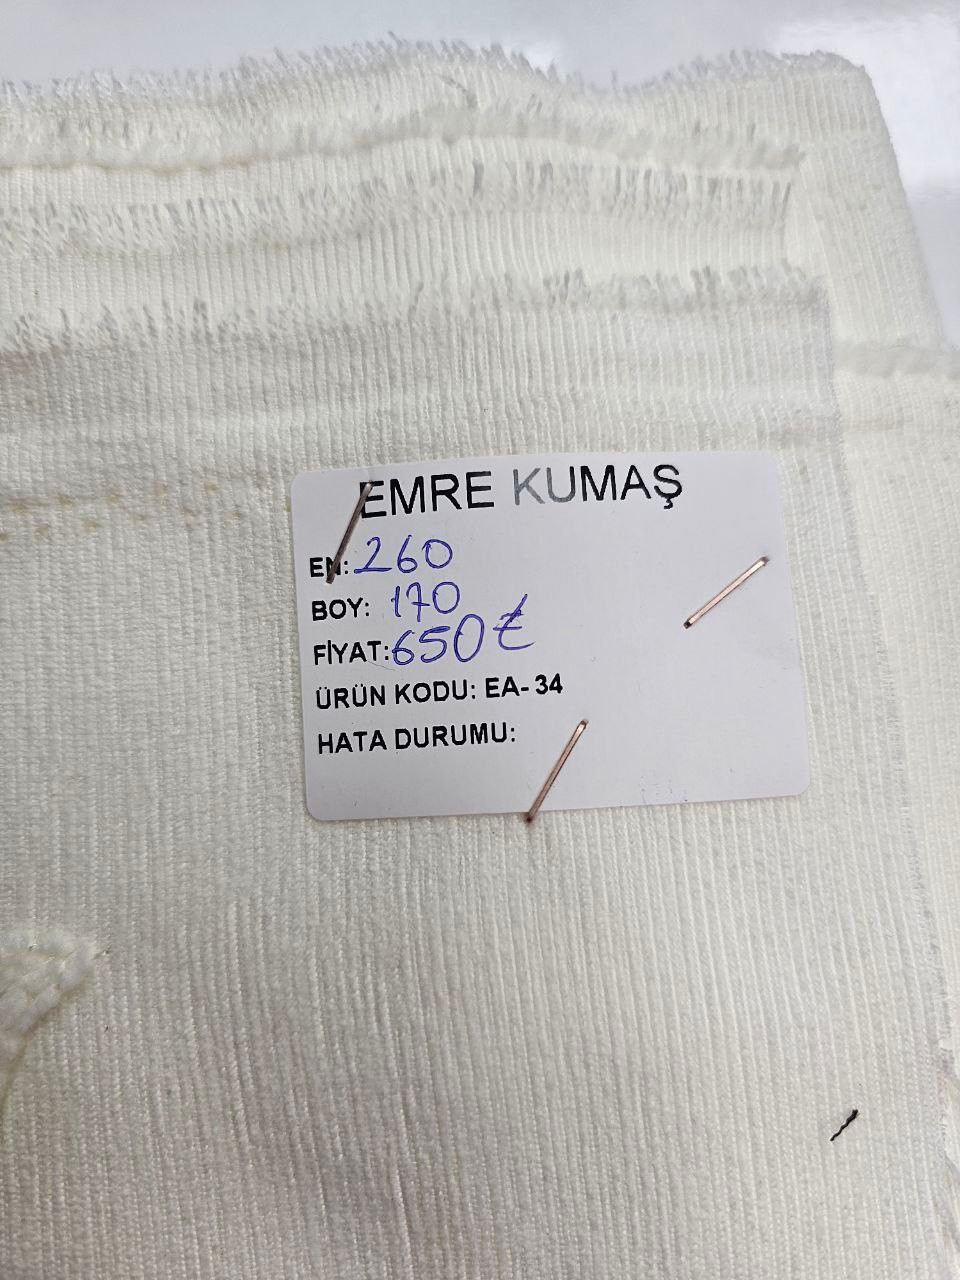 EMRE KUMAŞ
EN: 260
BOY: 170
FİYAT: 650₺
ÜRÜN KODU: EA- 34
HATA DURUMU: